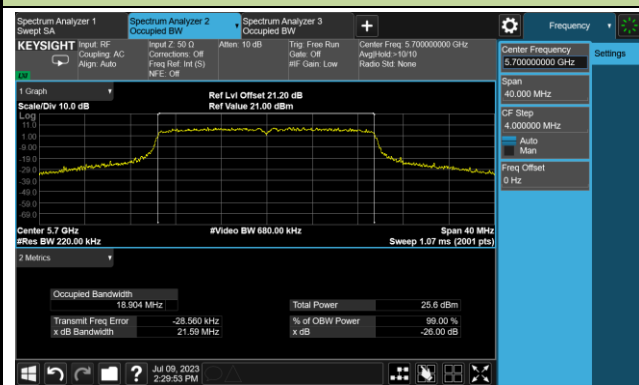 Spectrum Analyzer 1
Swept SA
Spectrum Analyzer 2
Occupied BW
Spectrum Analyzer 3
Occupied BW
+
Frequency
KEYSIGHT
Input: RF
Coupling: AC
Align: Auto
Input Z: 50 Ω
Corrections: Off
Freq Ref: Int (S)
NFE: Off
Atten: 10 dB
Trig: Free Run
Gate: Off
#IF Gain: Low
Center Freq: 5.700000000 GHz
Avg|Hold:>10/10
Radio Std: None
Center Frequency
5.700000000 GHz
Settings
Span
40.000 MHz
CF Step
4.000000 MHz
Auto
Man
Freq Offset
0 Hz
1 Graph
Scale/Div 10.0 dB
Ref Lvl Offset 21.20 dB
Ref Value 21.00 dBm
Log
11.0
1.00
-9.00
-19.0
-29.0
-39.0
-49.0
-59.0
-69.0
Center 5.7 GHz
#Res BW 220.00 kHz
#Video BW 680.00 kHz
Span 40 MHz
Sweep 1.07 ms (2001 pts)
2 Metrics
Occupied Bandwidth
18.904 MHz
Total Power 25.6 dBm
Transmit Freq Error -28.560 kHz
% of OBW Power 99.00 %
x dB Bandwidth 21.59 MHz
x dB -26.00 dB
?
Jul 09, 2023
2:29:53 PM